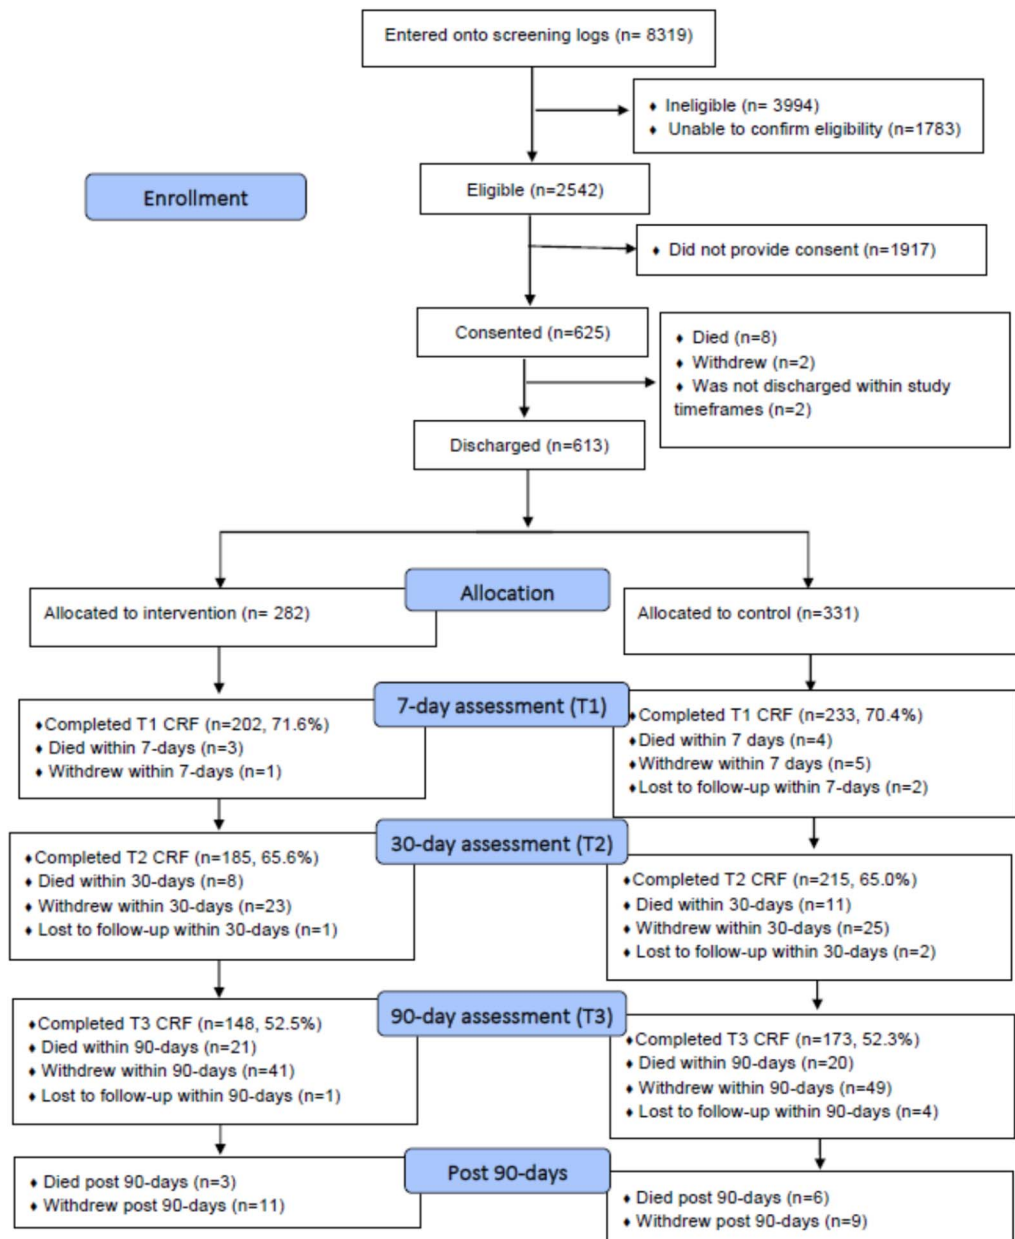 Entered onto screening logs (n= 8319)
♦ Ineligible (n= 3994)
♦ Unable to confirm eligibility (n=1783)
Enrollment
Eligible (n=2542)
♦ Did not provide consent (n=1917)
Consented (n=625)
♦ Died (n=8)
♦ Withdrew (n=2)
♦ Was not discharged within study
timeframes (n=2)
Discharged (n=613)
Allocation
Allocated to intervention (n= 282)
Allocated to control (n=331)
7-day assessment (T1)
♦Completed T1 CRF (n=202, 71.6%)
♦ Died within 7-days (n=3)
♦ Withdrew within 7-days (n=1)
♦Completed T1 CRF (n=233, 70.4%)
♦ Died within 7 days (n=4)
♦ Withdrew within 7 days (n=5)
♦ Lost to follow-up within 7-days (n=2)
30-day assessment (T2)
♦Completed T2 CRF (n=185, 65.6%)
♦ Died within 30-days (n=8)
♦ Withdrew within 30-days (n=23)
♦ Lost to follow-up within 30-days (n=1)
♦Completed T2 CRF (n=215, 65.0%)
♦ Died within 30-days (n=11)
♦ Withdrew within 30-days (n=25)
♦ Lost to follow-up within 30-days (n=2)
90-day assessment (T3)
♦Completed T3 CRF (n=148, 52.5%)
♦ Died within 90-days (n=21)
♦ Withdrew within 90-days (n=41)
♦ Lost to follow-up within 90-days (n=1)
♦Completed T3 CRF (n=173, 52.3%)
♦ Died within 90-days (n=20)
♦ Withdrew within 90-days (n=49)
♦ Lost to follow-up within 90-days (n=4)
Post 90-days
♦ Died post 90-days (n=3)
♦ Withdrew post 90-days (n=11)
♦ Died post 90-days (n=6)
♦ Withdrew post 90-days (n=9)